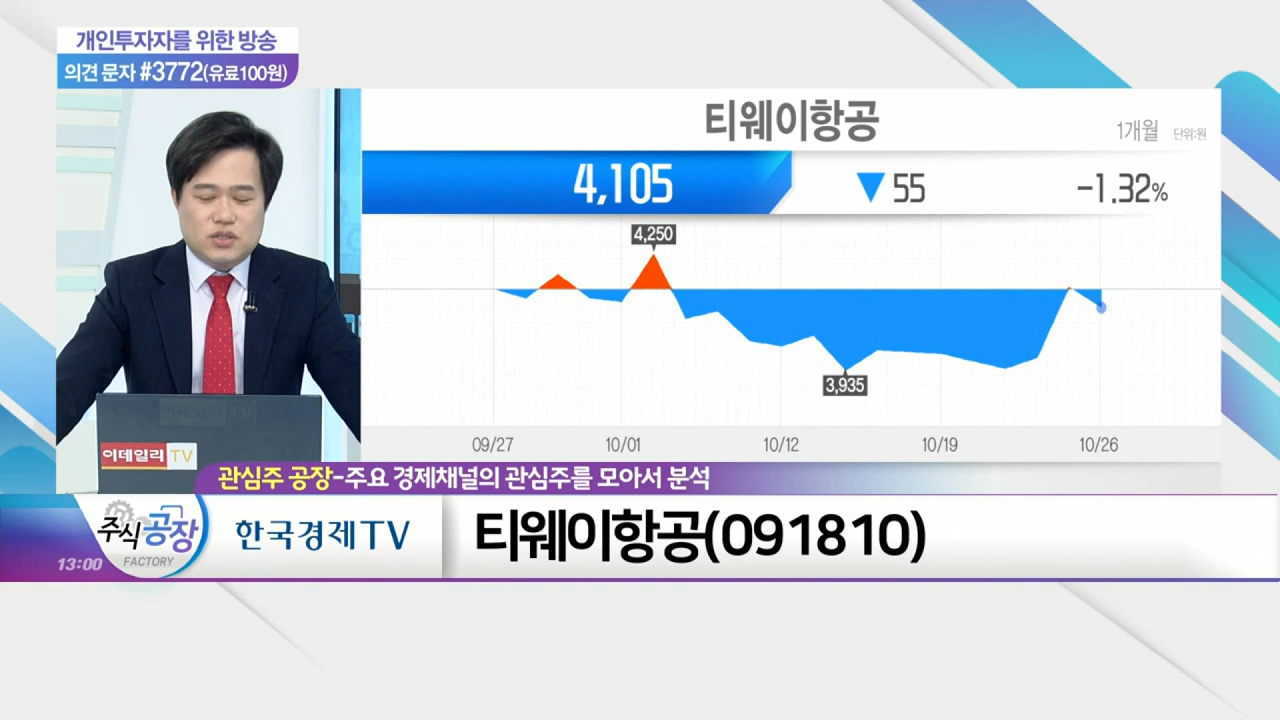 개인투자자를 위한 방송
의견 문자 #3772(유료100원)
티웨이항공
1개월 단위:원
4,105 ▼ 55 -1.32%
4,250
3,935
09/27 10/01 10/12 10/19 10/26
이데일리 TV
관심주 공장-주요 경제채널의 관심주를 모아서 분석
주식공장
FACTORY
13:00
한국경제TV
티웨이항공(091810)